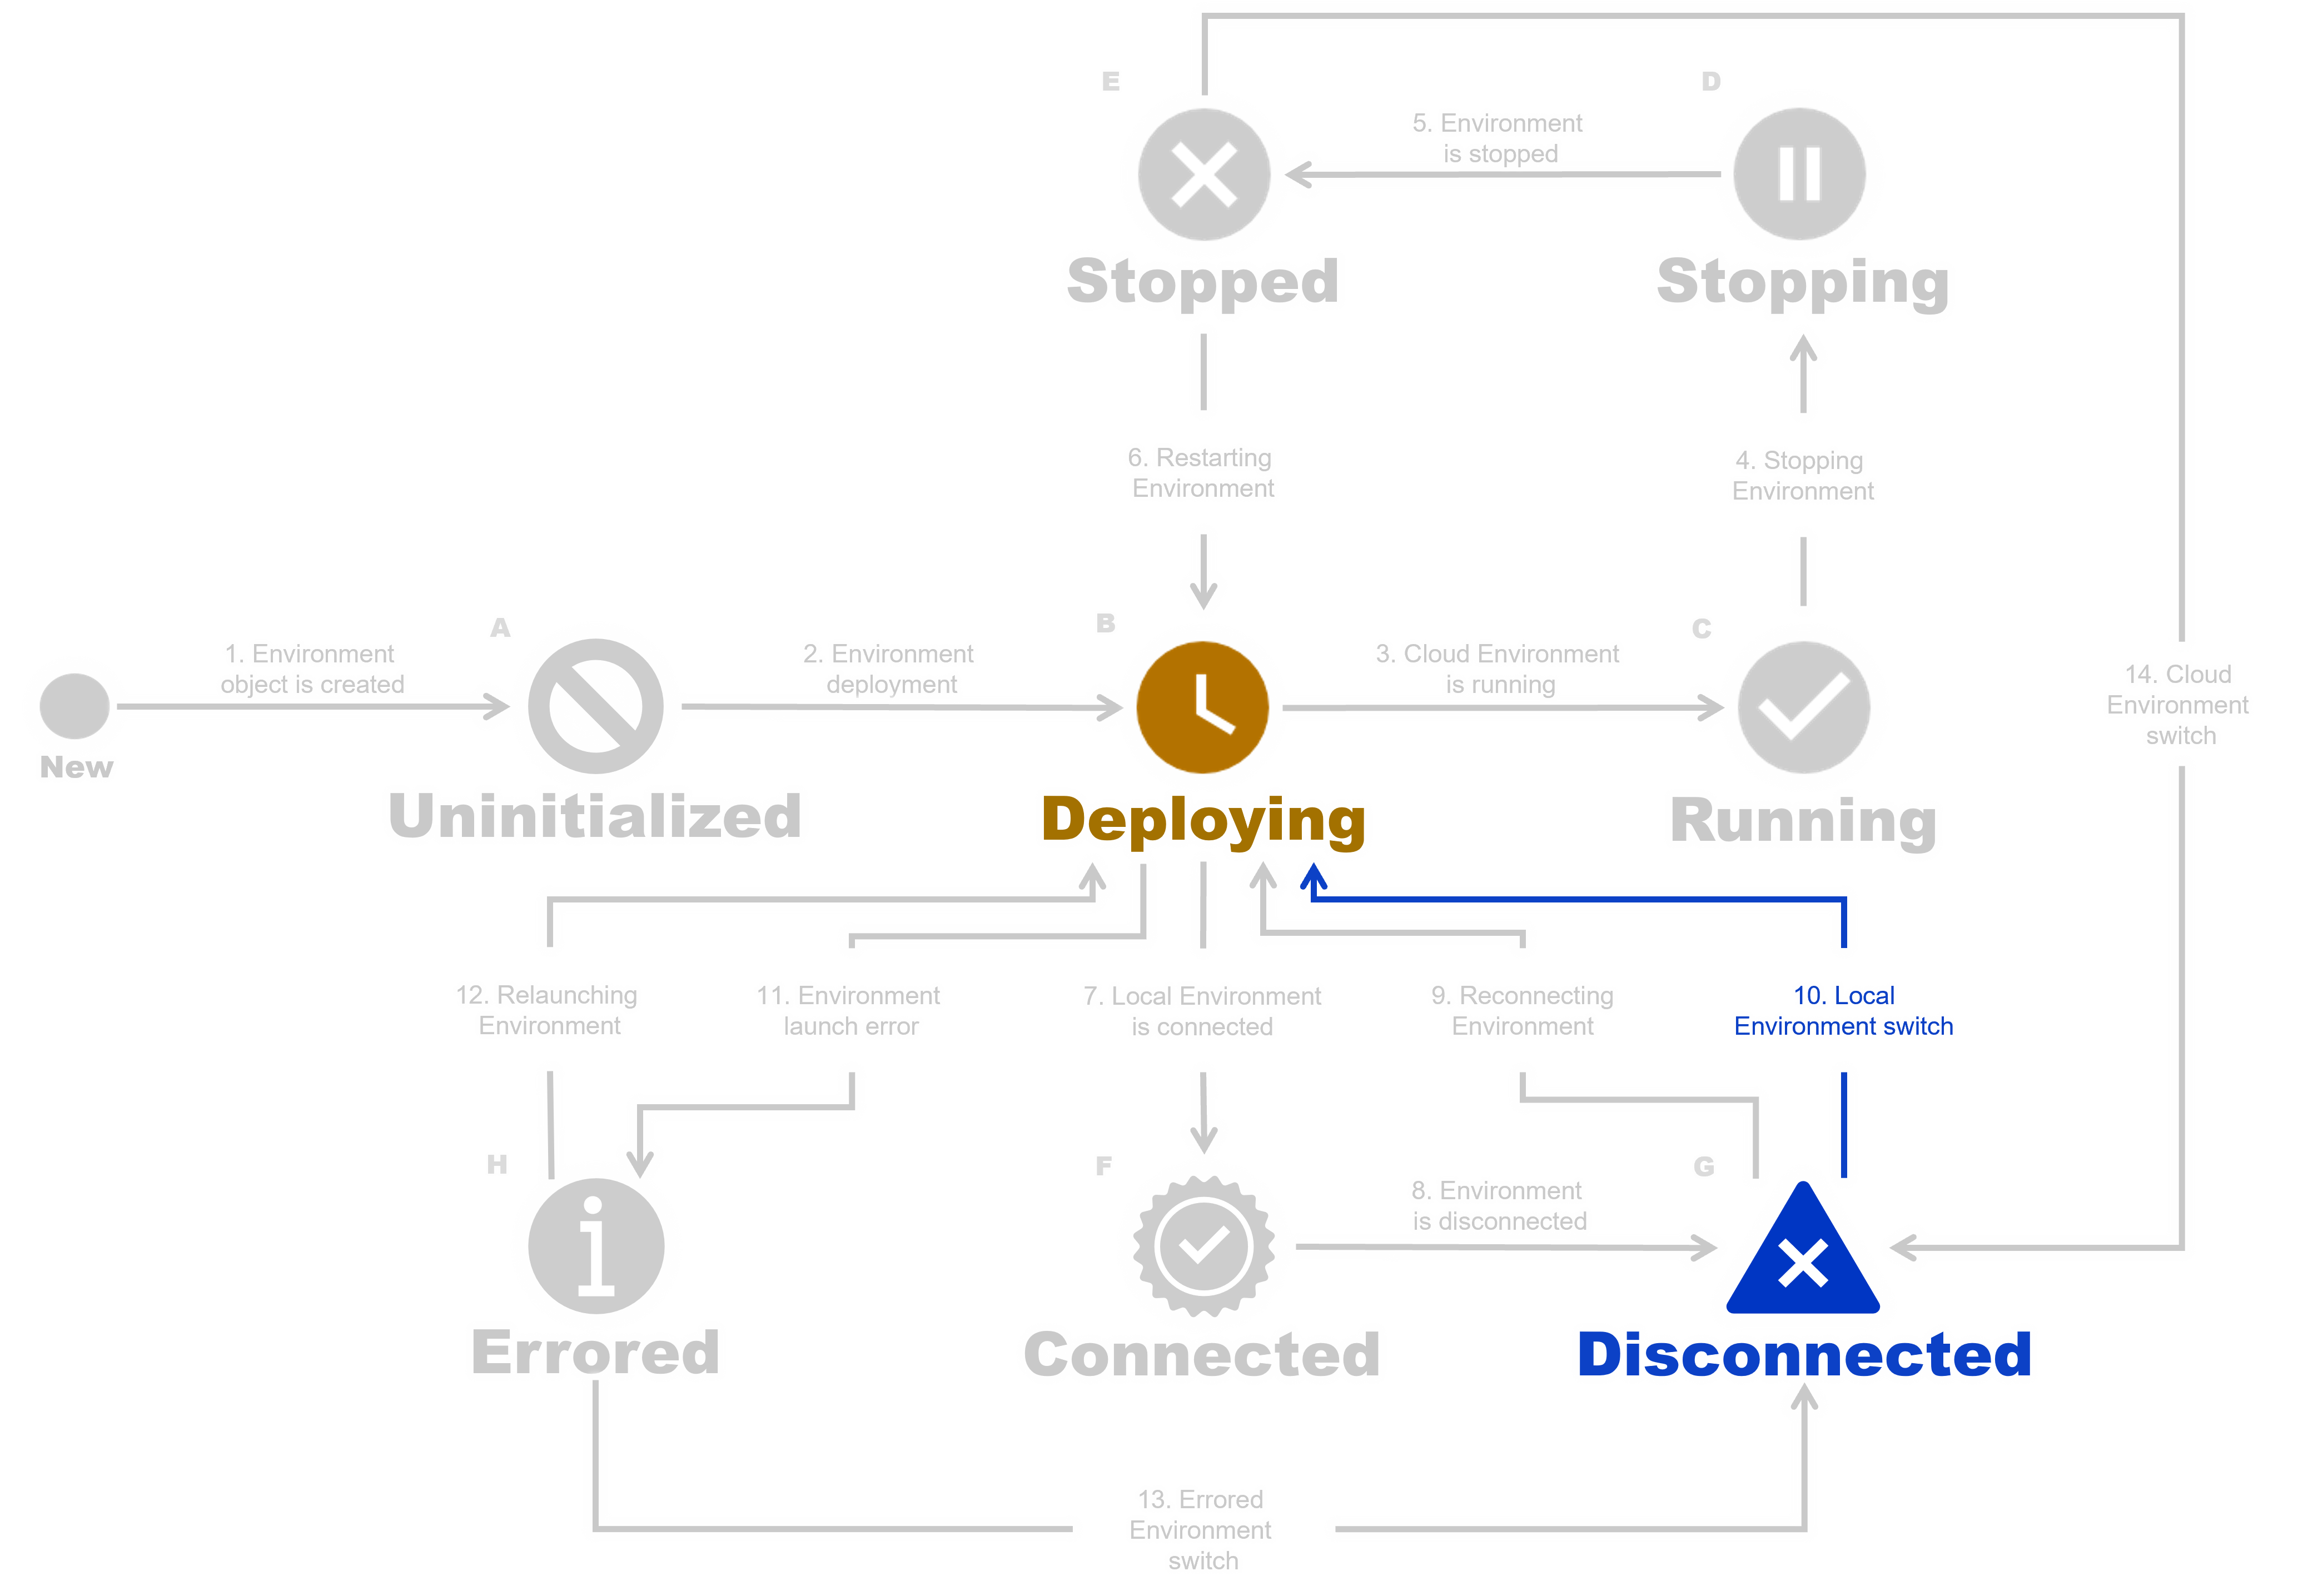 E
D
5. Environment
is stopped
Stopped
Stopping
6. Restarting
Environment
4. Stopping
Environment
A
B
C
1. Environment
object is created
2. Environment
deployment
3. Cloud Environment
is running
14. Cloud
Environment
switch
New
Uninitialized
Deploying
Running
12. Relaunching
Environment
11. Environment
launch error
7. Local Environment
is connected
9. Reconnecting
Environment
10. Local
Environment switch
H
F
G
8. Environment
is disconnected
Errored
Connected
Disconnected
13. Errored
Environment
switch